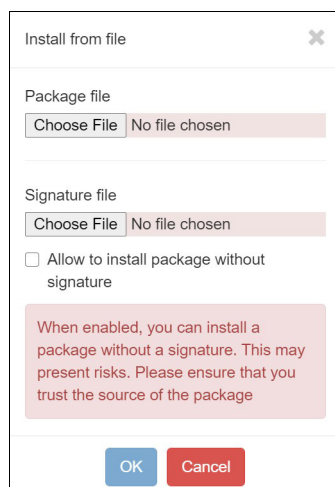 Install from file
Package file
Choose File No file chosen
Signature file
Choose File No file chosen
Allow to install package without
signature
When enabled, you can install a
package without a signature. This may
present risks. Please ensure that you
trust the source of the package
OK Cancel